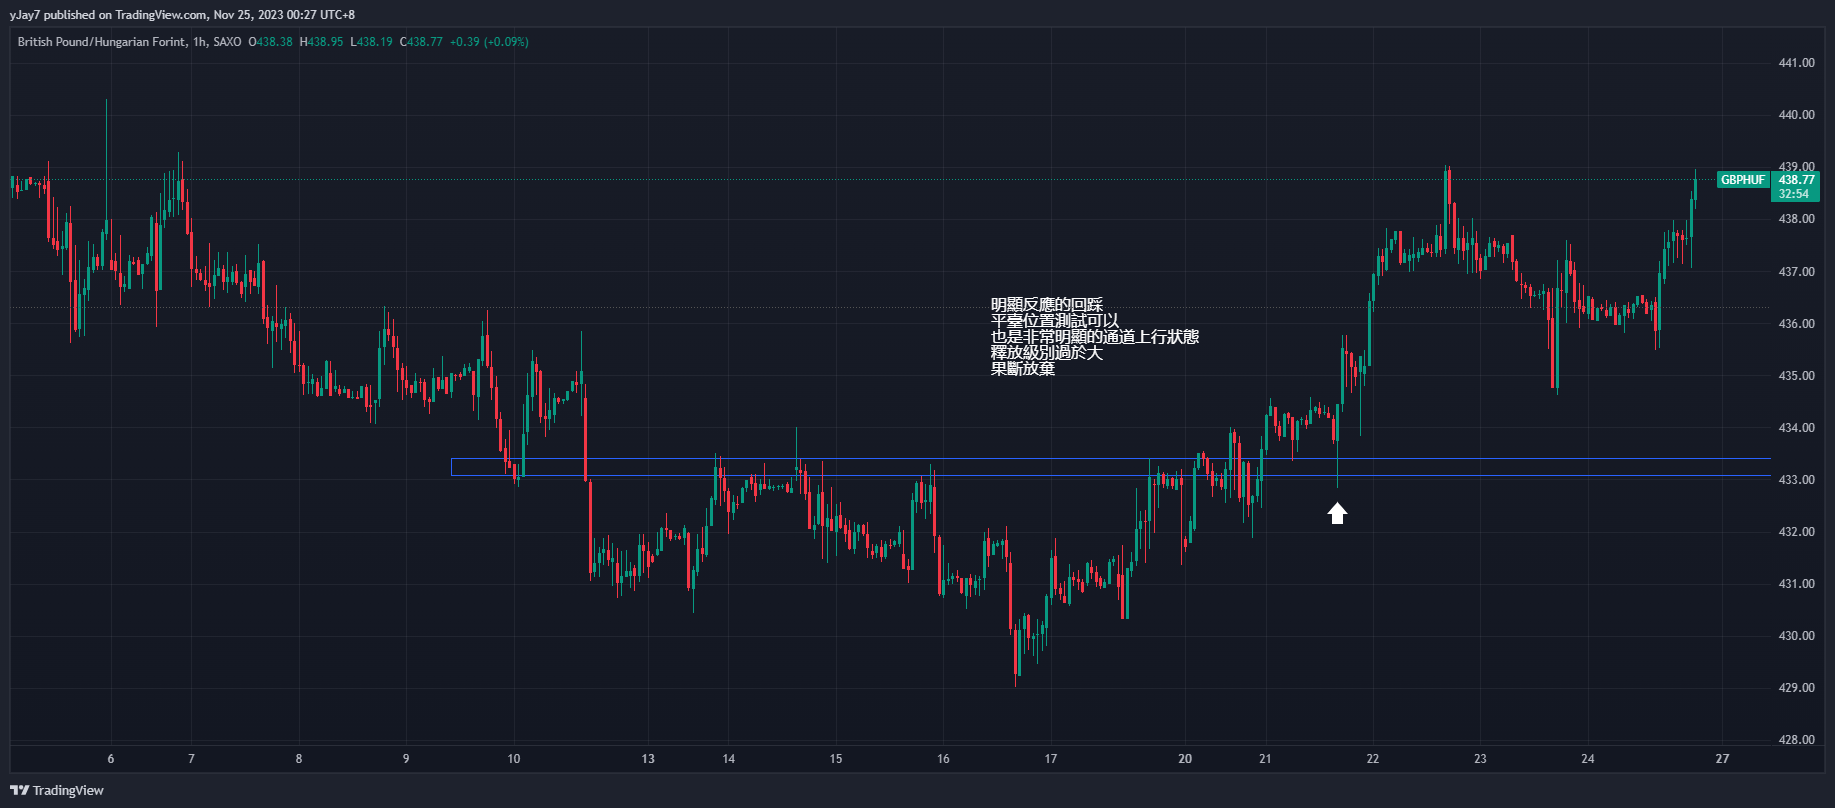 yJay7 published on TradingView.com, Nov 25, 2023 00:27 UTC+8
British Pound/Hungarian Forint, 1h, SAXO O438.38 H438.95 L438.19 C438.77 +0.39 (+0.09%)
441.00
440.00
439.00
GBPHUF 438.77
32:54
438.00
437.00
436.00
435.00
434.00
433.00
432.00
431.00
430.00
429.00
428.00
明顯反應的回踩
平臺位置測試可以
也是非常明顯的通道上行狀態
釋放級別過於大
果斷放棄
6 7 8 9 10 13 14 15 16 17 20 21 22 23 24 27
TradingView